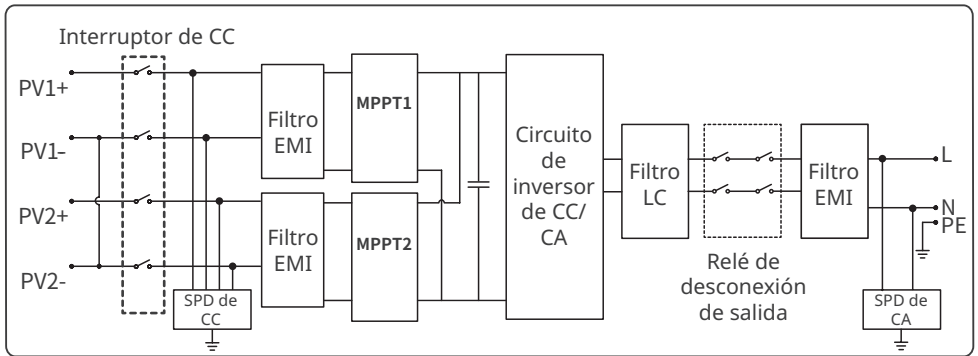 Interruptor de CC
PV1+
PV1-
PV2+
PV2-
SPD de
CC
Filtro
EMI
Filtro
EMI
MPPT1
MPPT2
Circuito
de
inversor
de CC/
CA
Filtro
LC
Relé de
desconexión
de salida
Filtro
EMI
L
N
PE
SPD de
CA